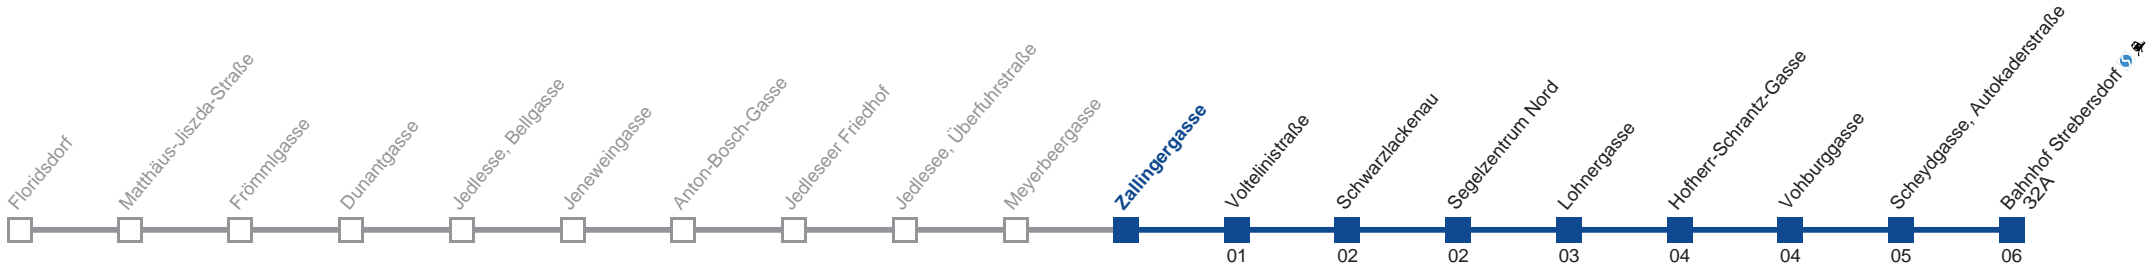 Floridsdorf
Matthäus-Jiszda-Straße
Frömmlgasse
Dunantgasse
Jedlesse, Bellgasse
Jeneweingasse
Anton-Bosch-Gasse
Jedleseer Friedhof
Jedlesee, Überfuhrstraße
Meyerbeergasse
Zallingergasse
Voltelinistraße
Schwarzlackenau
Segelzentrum Nord
Lohnergasse
Hofherr-Schrantz-Gasse
Vohburggasse
Scheydgasse, Autokaderstraße
Bahnhof Strebersdorf
32A
01
02
02
03
04
04
05
06